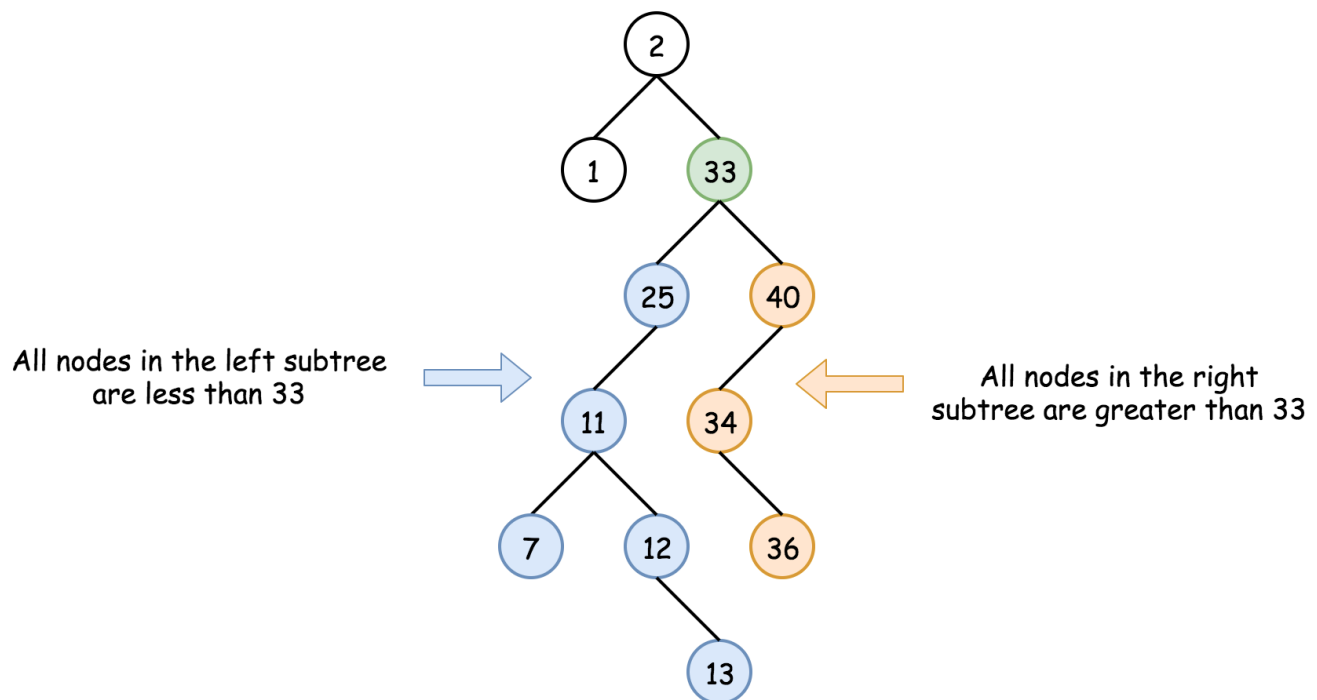 2
1
33
25
40
All nodes in the left subtree
are less than 33
All nodes in the right
subtree are greater than 33
11
34
7
12
36
13